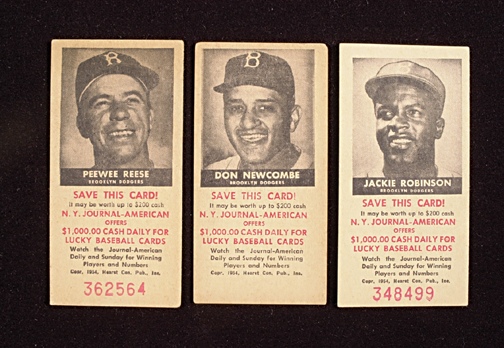 B
PEEWEE REESE
BROOKLYN DODGERS
SAVE THIS CARD!
It may be worth up to $200 cash
N.Y. JOURNAL-AMERICAN
OFFERS
$1,000.00 CASH DAILY FOR
LUCKY BASEBALL CARDS
Watch the Journal-American
Daily and Sunday for Winning
Players and Numbers
Copr. 1954, Hearst Con. Pub., Inc.
362564
B
DON NEWCOMBE
BROOKLYN DODGERS
SAVE THIS CARD!
It may be worth up to $200 cash
N.Y. JOURNAL-AMERICAN
OFFERS
$1,000.00 CASH DAILY FOR
LUCKY BASEBALL CARDS
Watch the Journal-American
Daily and Sunday for Winning
Players and Numbers
Copr. 1954, Hearst Con. Pub., Inc.
JACKIE ROBINSON
BROOKLYN DODGERS
SAVE THIS CARD!
It may be worth up to $200 cash
N.Y. JOURNAL-AMERICAN
OFFERS
$1,000.00 CASH DAILY FOR
LUCKY BASEBALL CARDS
Watch the Journal-American
Daily and Sunday for Winning
Players and Numbers
Copr. 1954, Hearst Con. Pub., Inc.
348499